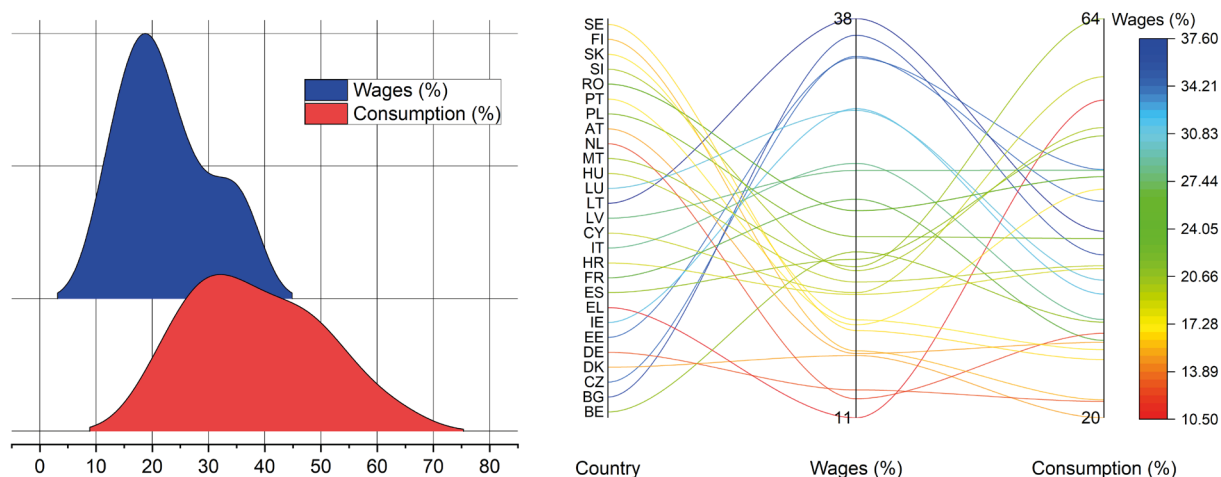 Wages (%)
Consumption (%)
0 10 20 30 40 50 60 70 80
SE
FI
SK
SI
RO
PT
PL
AT
NL
MT
HU
LU
LT
LV
CY
IT
HR
FR
ES
EL
IE
EE
DE
DK
CZ
BG
BE
38
11
64
20
Country Wages (%) Consumption (%)
Wages (%)
37.60
34.21
30.83
27.44
24.05
20.66
17.28
13.89
10.50